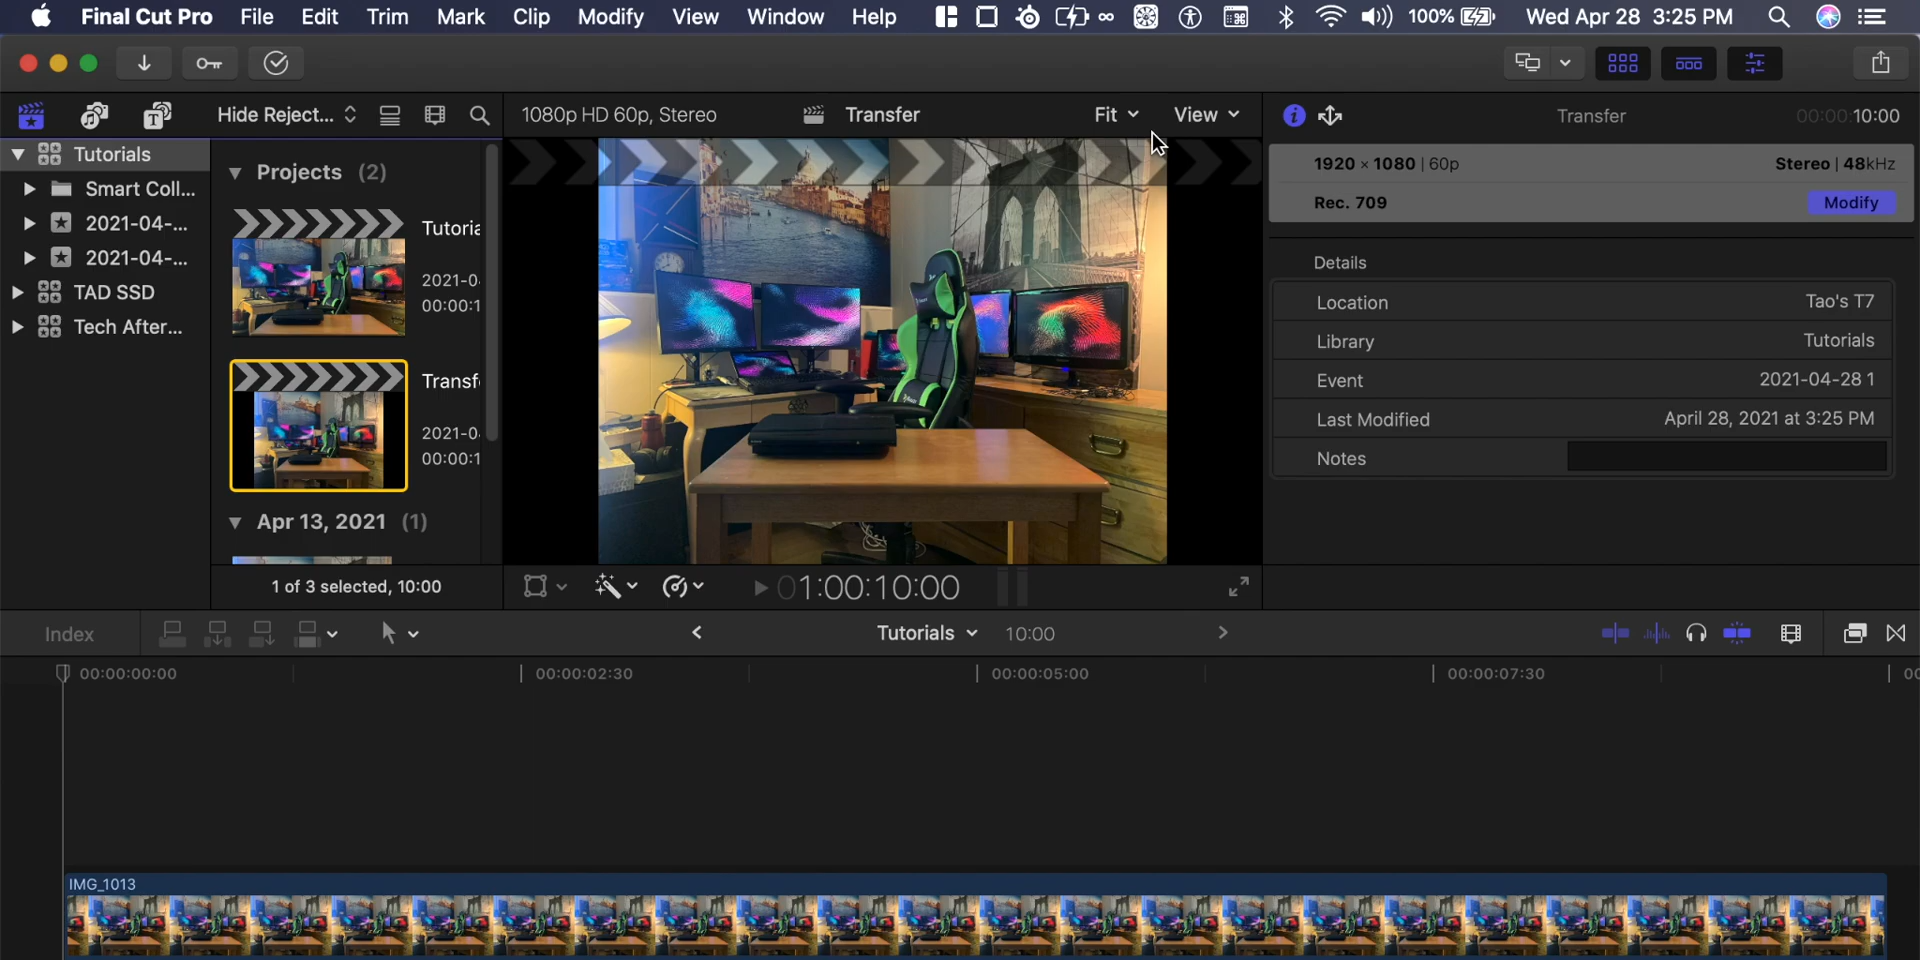 Final Cut Pro File Edit Trim Mark Clip Modify View Window Help 100% Wed Apr 28 3:25 PM
Hide Reject... 1080p HD 60p, Stereo Transfer Fit View Transfer 00:00:10:00
Tutorials
Smart Coll...
2021-04-...
2021-04-...
TAD SSD
Tech After...
Projects (2)
Tutoria
2021-0
00:00:1
Transf
2021-0
00:00:1
Apr 13, 2021 (1)
1 of 3 selected, 10:00
01:00:10:00
1920 × 1080 | 60p Stereo | 48kHz
Rec. 709 Modify
Details
Location Tao's T7
Library Tutorials
Event 2021-04-28 1
Last Modified April 28, 2021 at 3:25 PM
Notes
Index Tutorials 10:00
00:00:00:00 00:00:02:30 00:00:05:00 00:00:07:30 00
IMG_1013